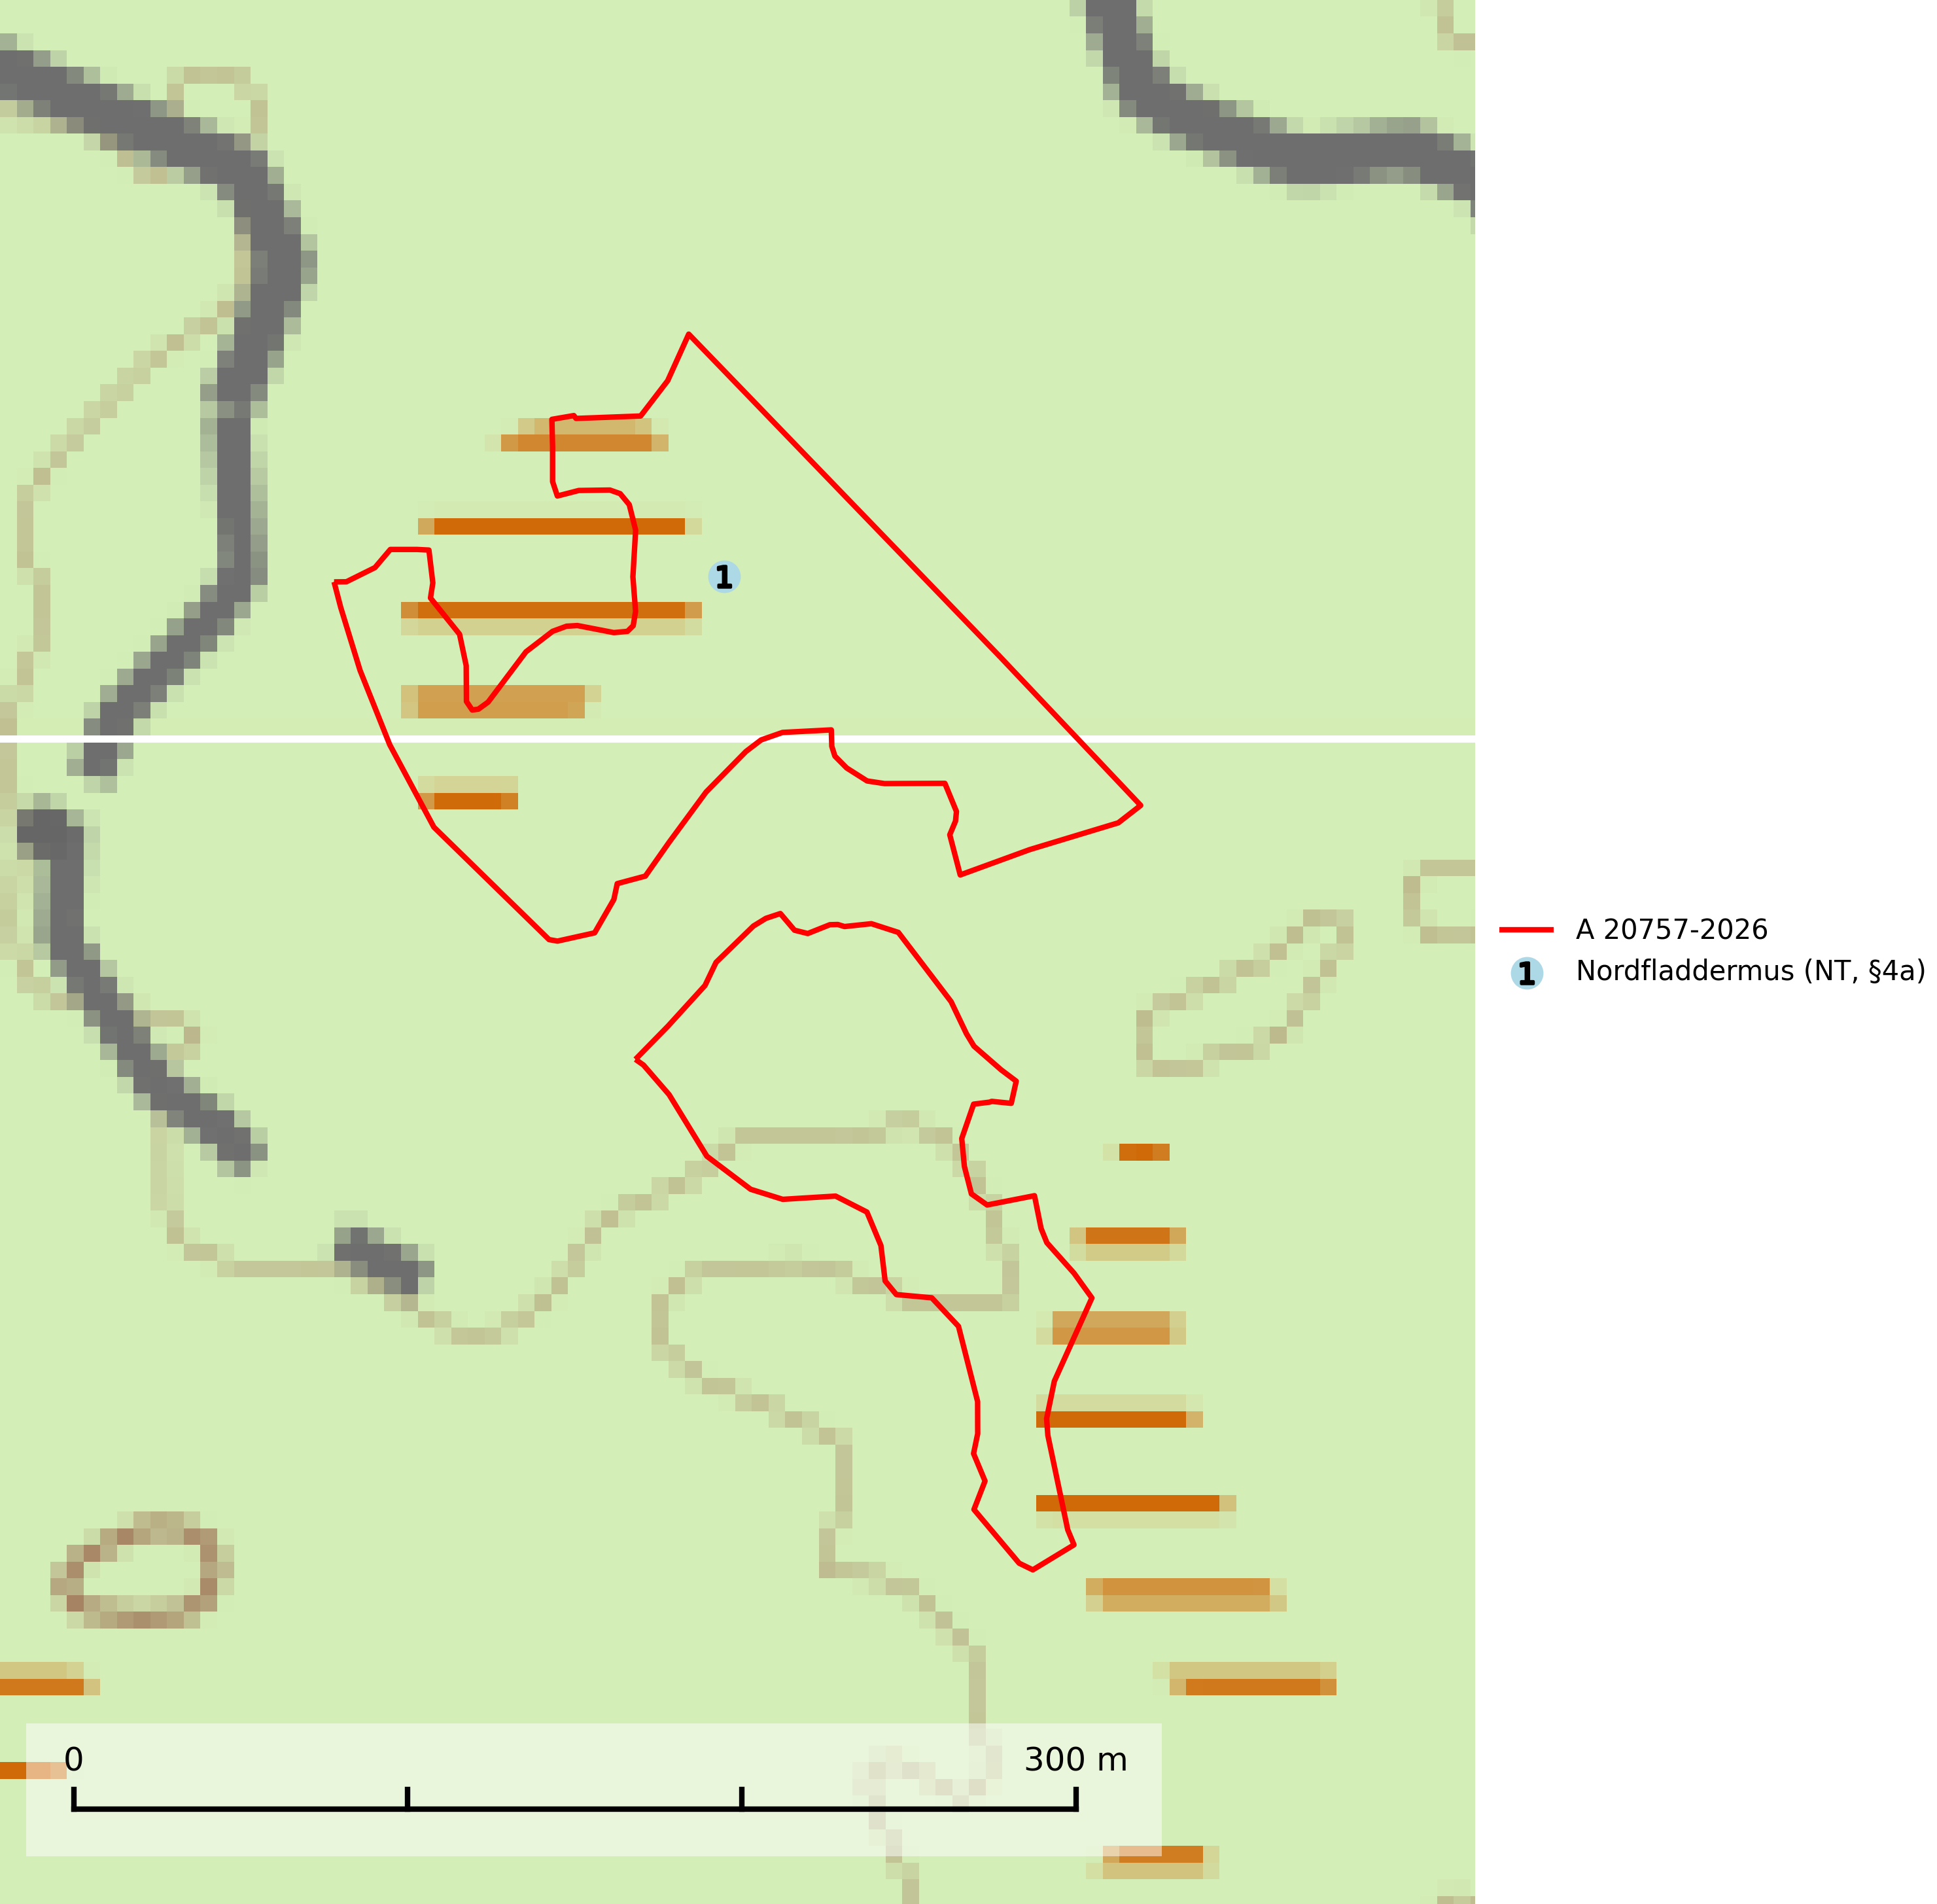 1
A 20757-2026
1 Nordfladdermus (NT, §4a)
0 300 m